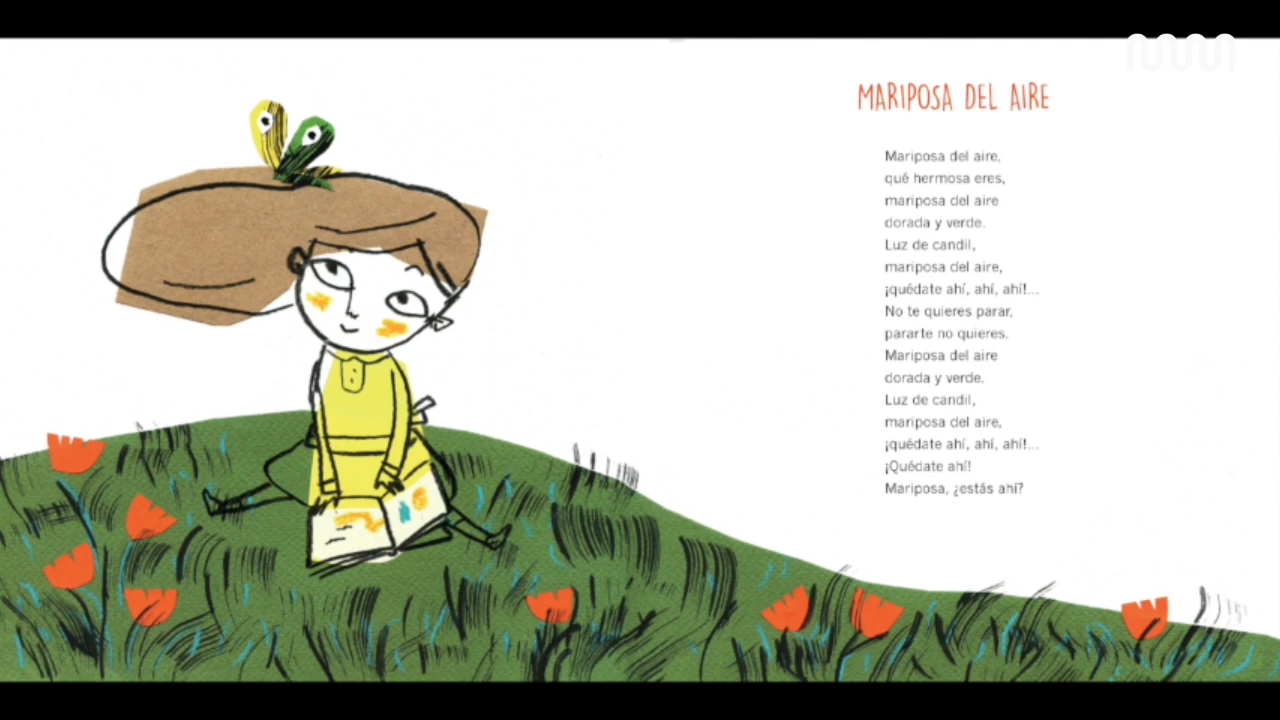 MARIPOSA DEL AIRE
Mariposa del aire,
qué hermosa eres,
mariposa del aire
dorada y verde.
Luz de candil,
mariposa del aire,
¡quédate ahí, ahí, ahí!...
No te quieres parar,
pararte no quieres.
Mariposa del aire
dorada y verde.
Luz de candil,
mariposa del aire,
¡quédate ahí, ahí, ahí!...
¡Quédate ahí!
Mariposa, ¿estás ahí?